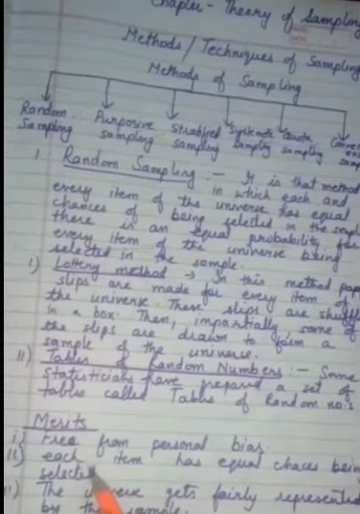 Chapter - Theory of Sampling
Methods / Techniques of Sampling
Methods of Sampling
Random Sampling
Purposive sampling
Stratified sampling
Systematic sampling
Quota sampling
1. Random Sampling :- It is that method
in which each and
every item of the universe has equal
chances of being selected in the
there is an equal probability for
every item of the universe being
selected in the sample.
i) Lottery method → In this method
slips are made for every item of
the universe. These slips are
in a box. Then, impartially, some of
the slips are drawn to form a
sample of the universe.
ii) Tables of Random Numbers :- Some
Statisticians have prepared a set of
tables called Tables of Random no.'s
Merits
i) Free from personal bias.
ii) each item has equal chaces being
selected
The universe gets fairly represented
by the sample.